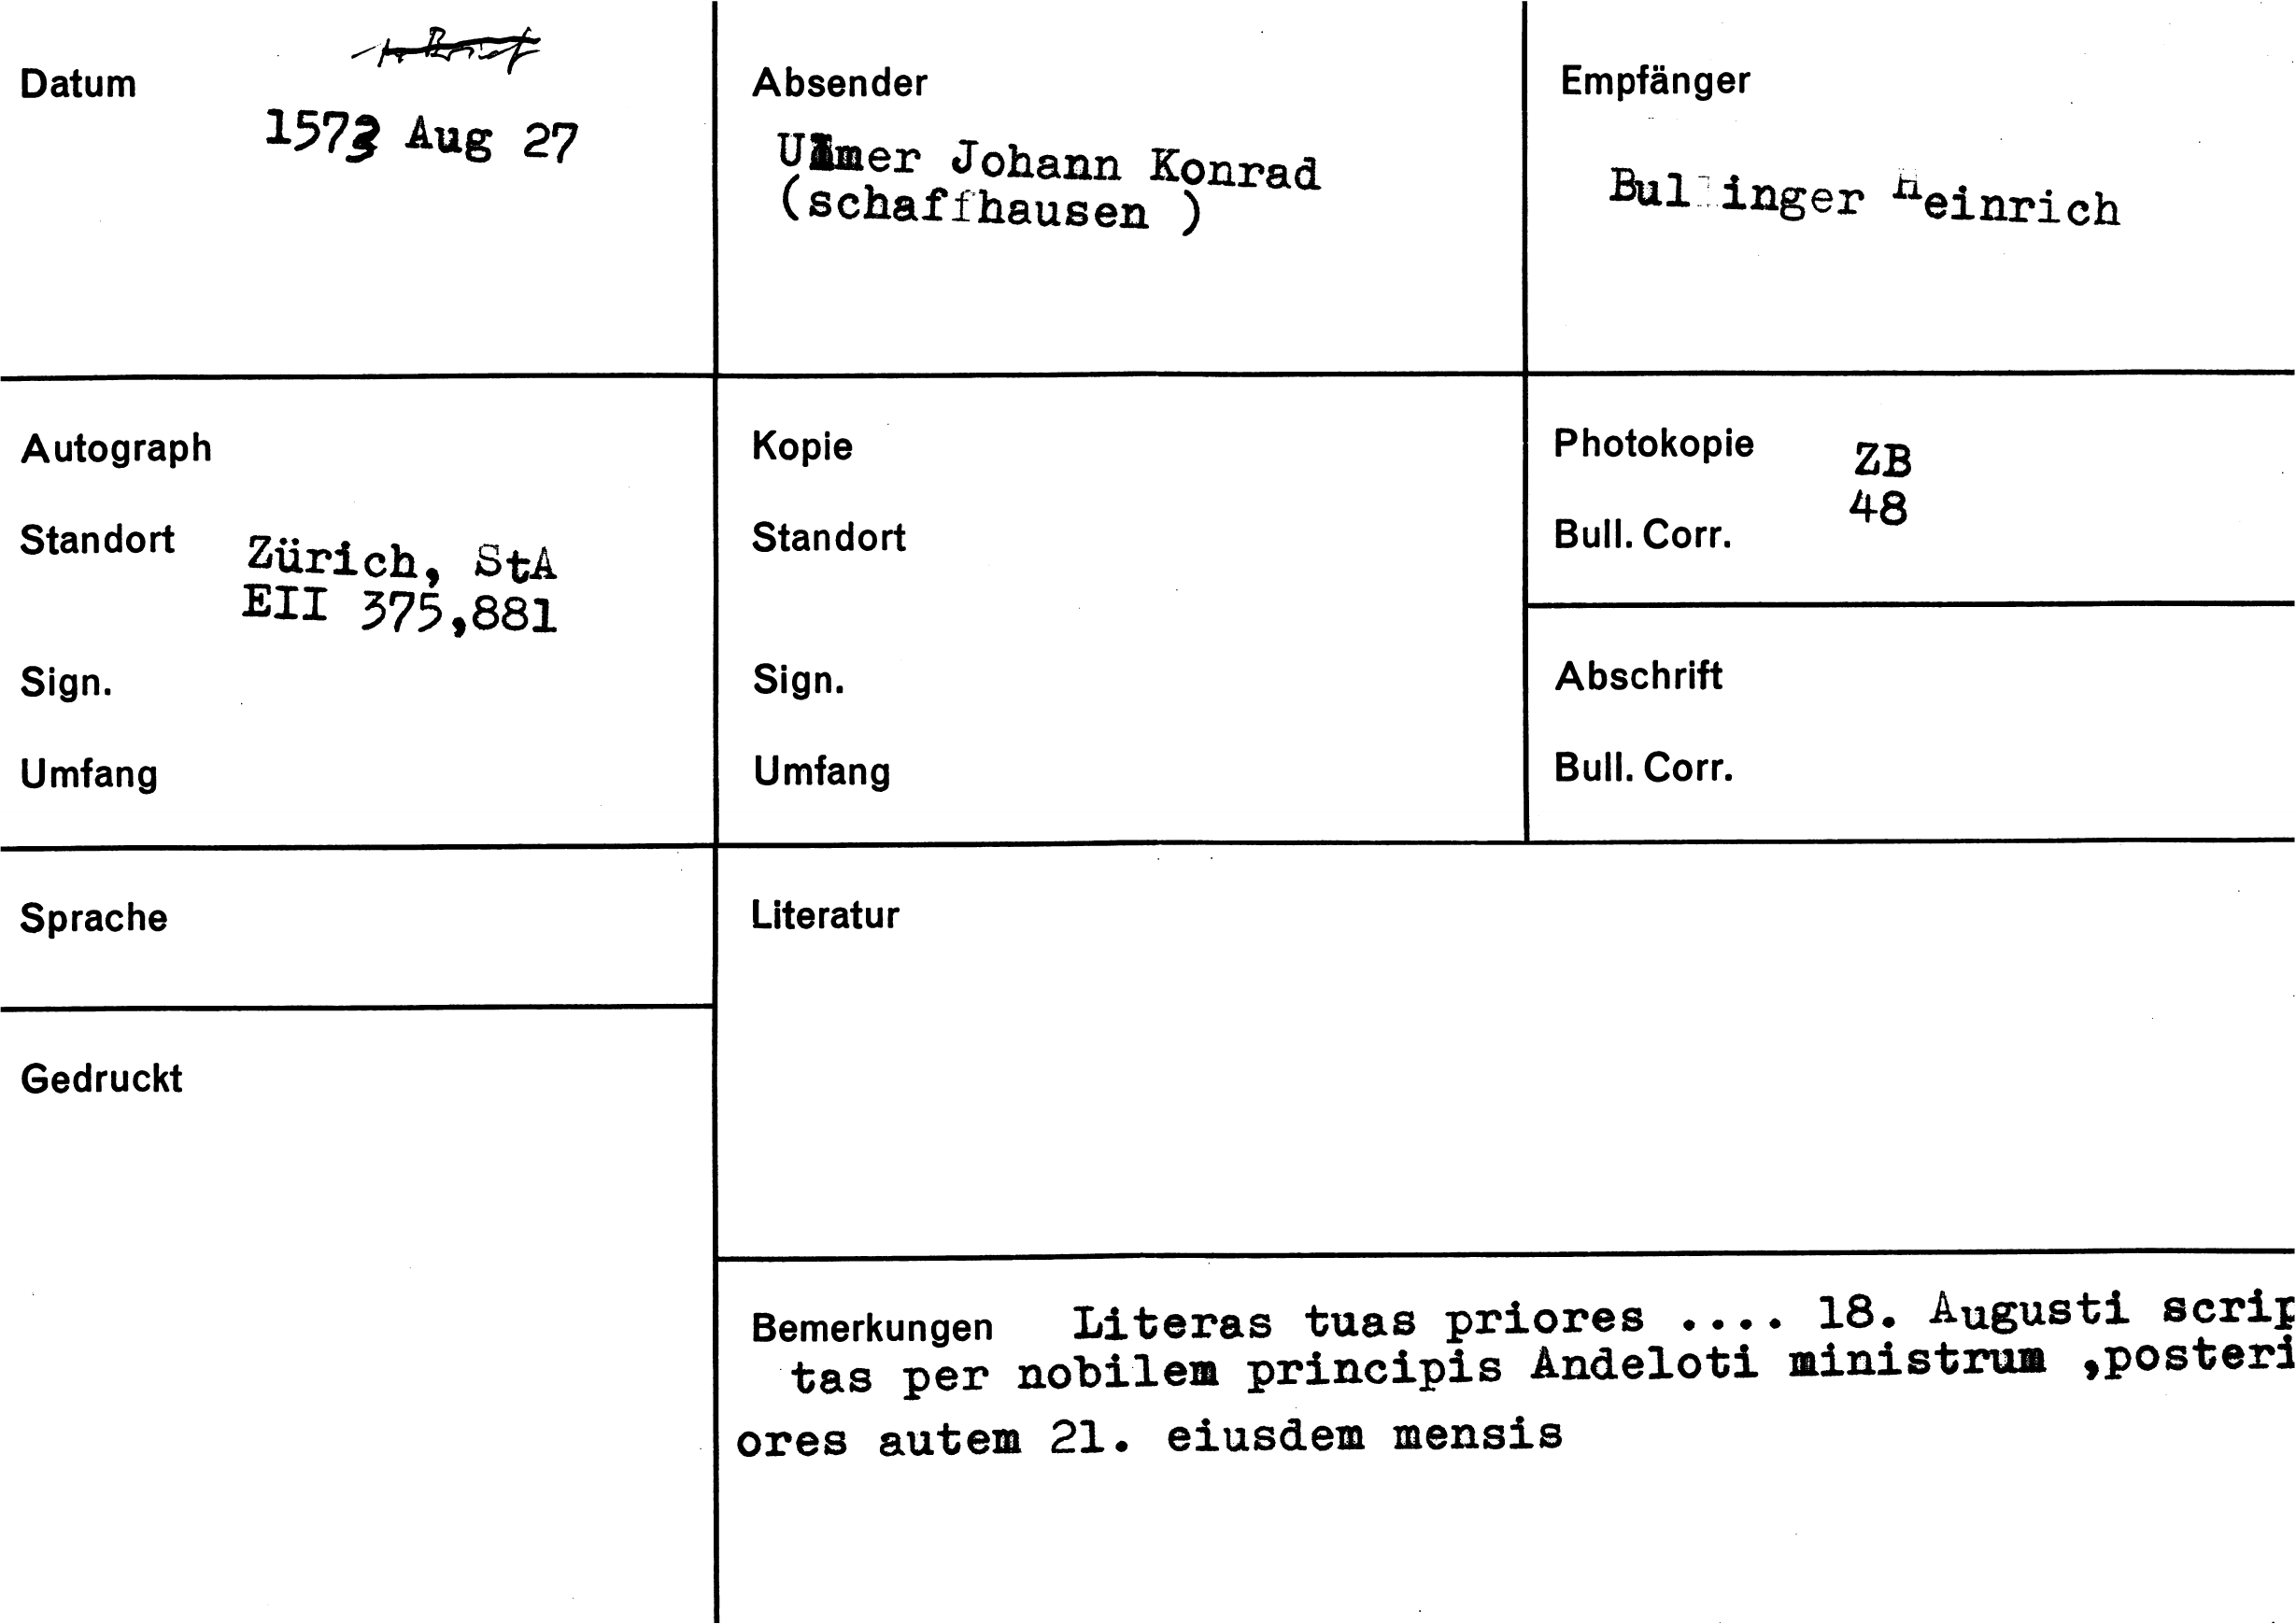 Datum
1573 Aug 27
Absender
Ulmer Johann Konrad
(schaffhausen )
Empfänger
Bullinger Heinrich
Autograph
Standort Zürich, StA
EII 375,881
Sign.
Umfang
Kopie
Standort
Sign.
Umfang
Photokopie ZB
48
Bull. Corr.
Abschrift
Bull. Corr.
Sprache
Gedruckt
Literatur
Bemerkungen Literas tuas priores .... 18. Augusti scrip
tas per nobilem principis Andeloti ministrum ,posteri
ores autem 21. eiusdem mensis